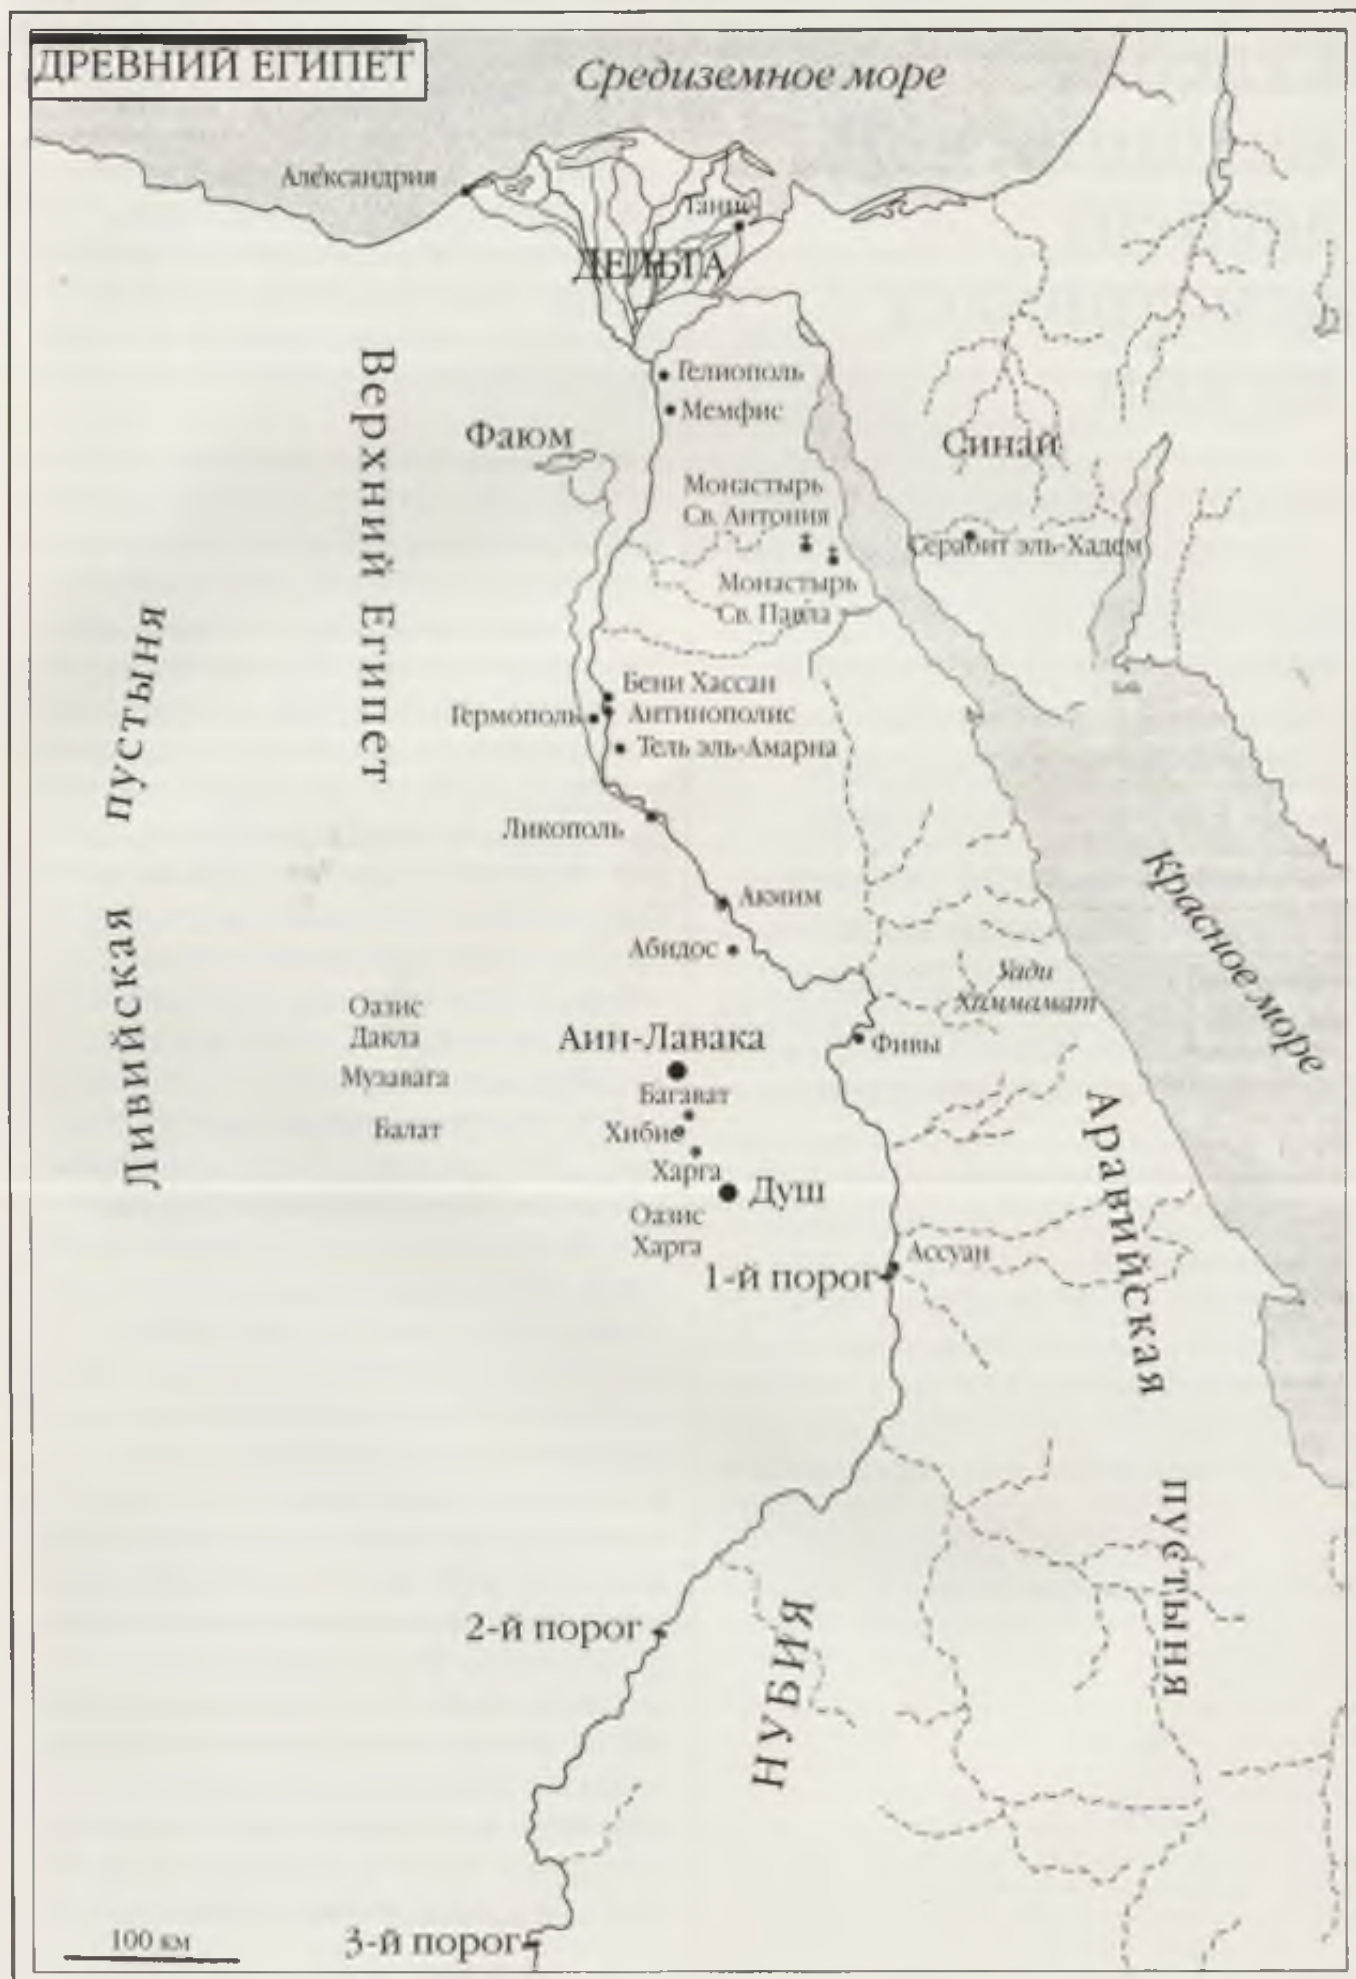 ДРЕВНИЙ ЕГИПЕТ
Средиземное море
Александрия
Танис
ДЕЛЬТА
Гелиополь
Мемфис
Фаюм
Синай
Верхний Египет
Монастырь
Св. Антония
Серабит эль-Хадем
Монастырь
Св. Павла
Бени Хассан
Гермополь
Антинополис
Тель эль-Амарна
Ливийская пустыня
Ликополь
Акмим
Абидос
Красное море
Уади
Хаммамат
Оазис
Дакла
Музавага
Балат
Аин-Лавака
Фивы
Багават
Хибис
Харга
Душ
Оазис
Харга
Аравийская пустыня
Ассуан
1-й порог
2-й порог
НУБИЯ
3-й порог
100 км